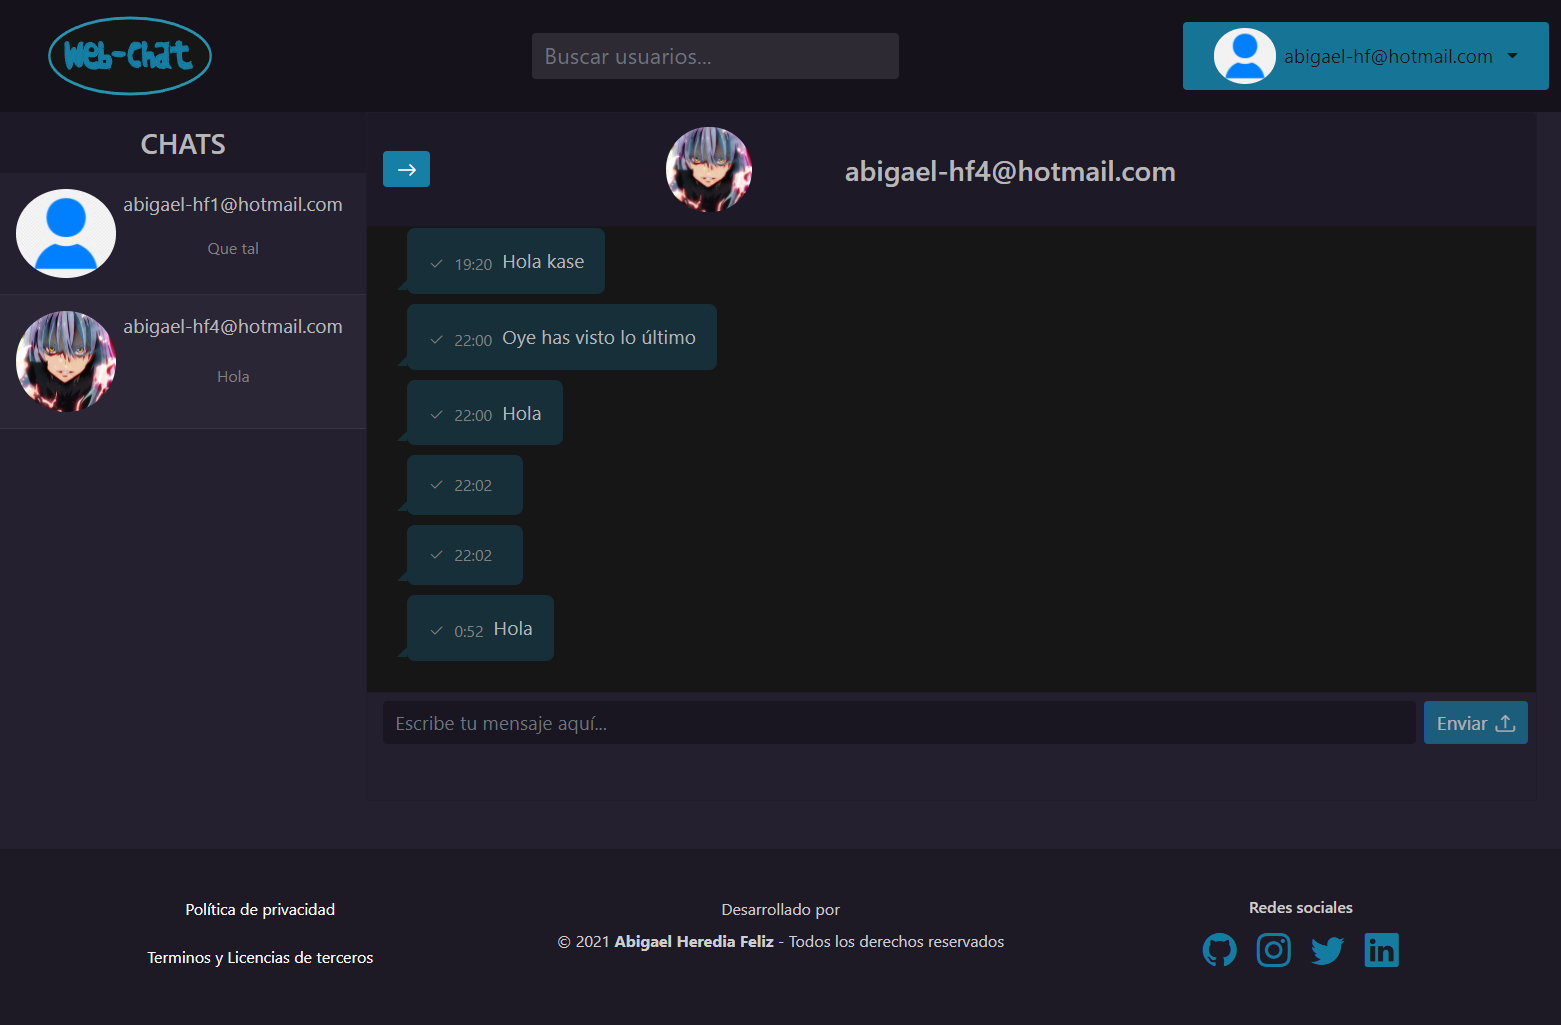 Web-Chat
Buscar usuarios...
abigael-hf@hotmail.com
CHATS
abigael-hf1@hotmail.com
Que tal
abigael-hf4@hotmail.com
Hola
abigael-hf4@hotmail.com
19:20 Hola kase
22:00 Oye has visto lo último
22:00 Hola
22:02
22:02
0:52 Hola
Escribe tu mensaje aquí...
Enviar
Política de privacidad
Terminos y Licencias de terceros
Desarrollado por
© 2021 Abigael Heredia Feliz - Todos los derechos reservados
Redes sociales